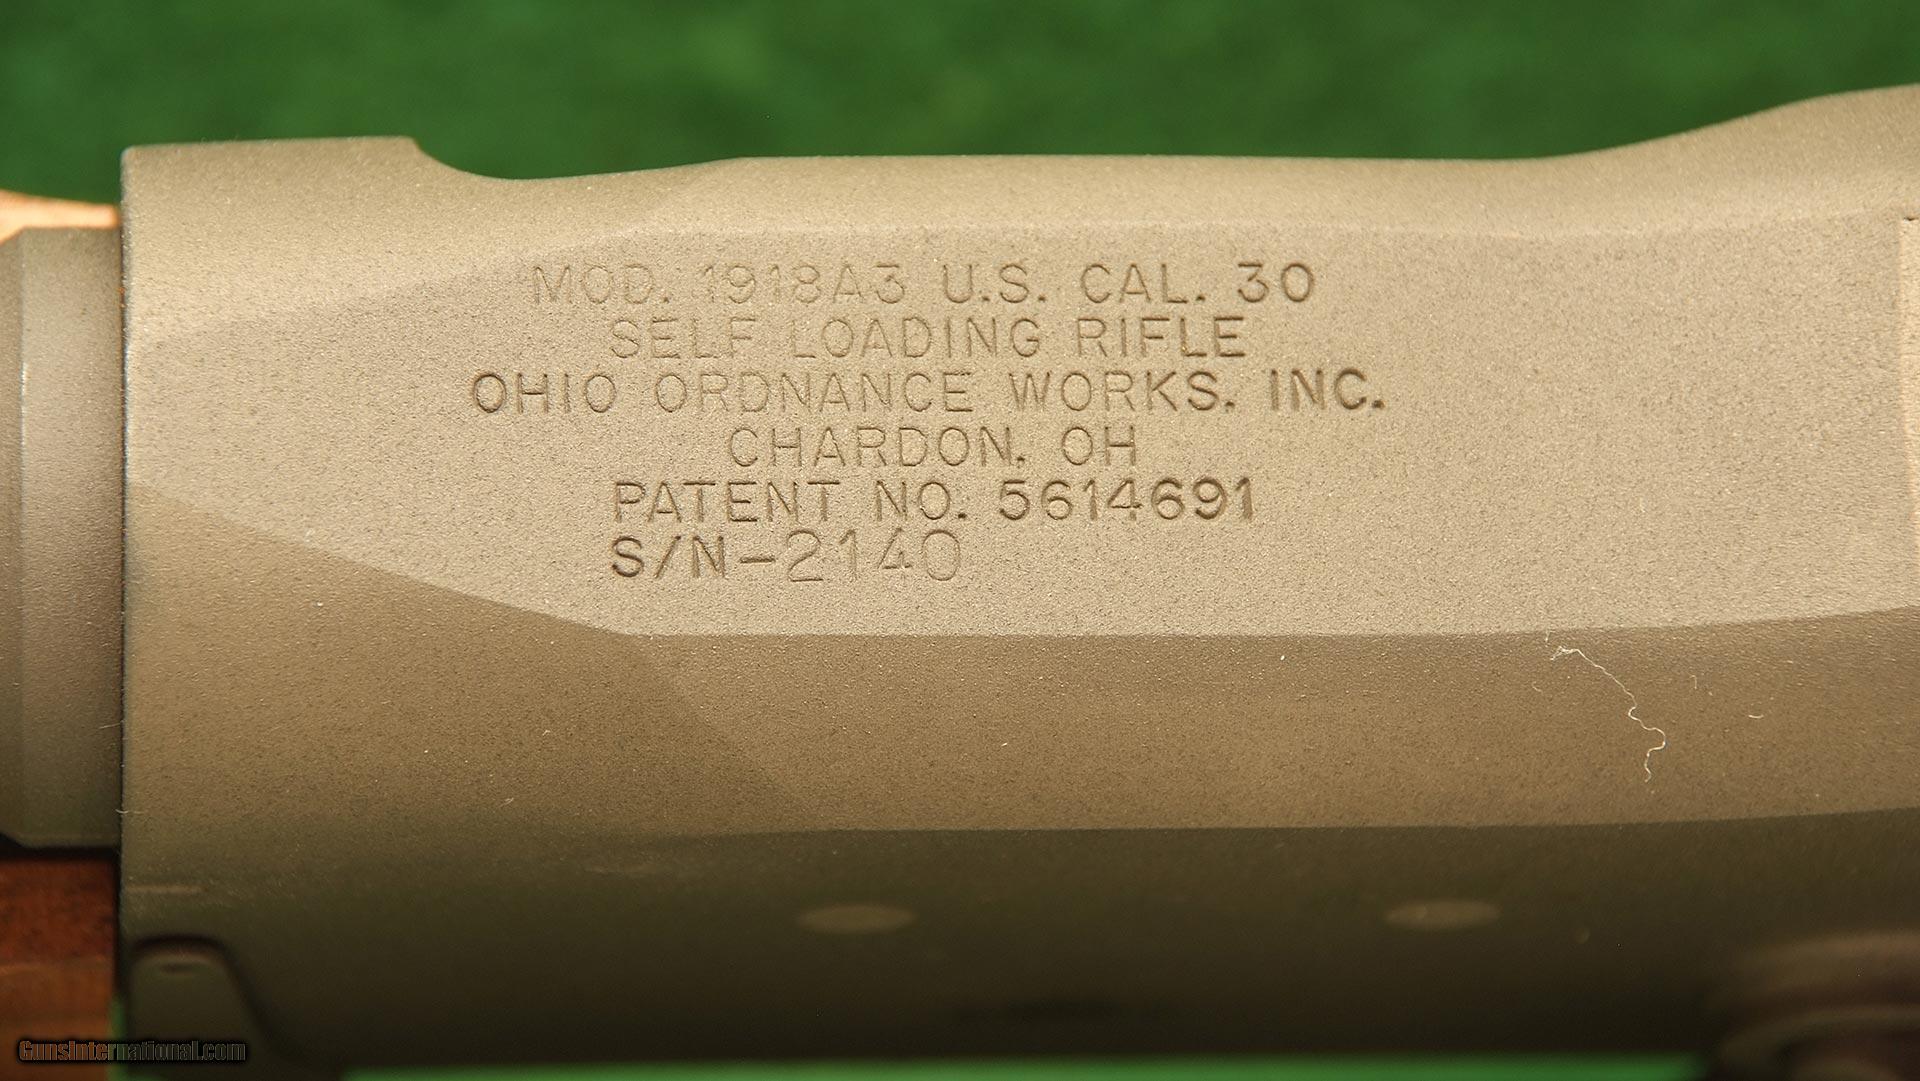 MOD. 1918A3 U.S. CAL. 30
SELF LOADING RIFLE
OHIO ORDNANCE WORKS. INC.
CHARDON. OH
PATENT NO. 5614691
S/N-2140
GunsInternational.com